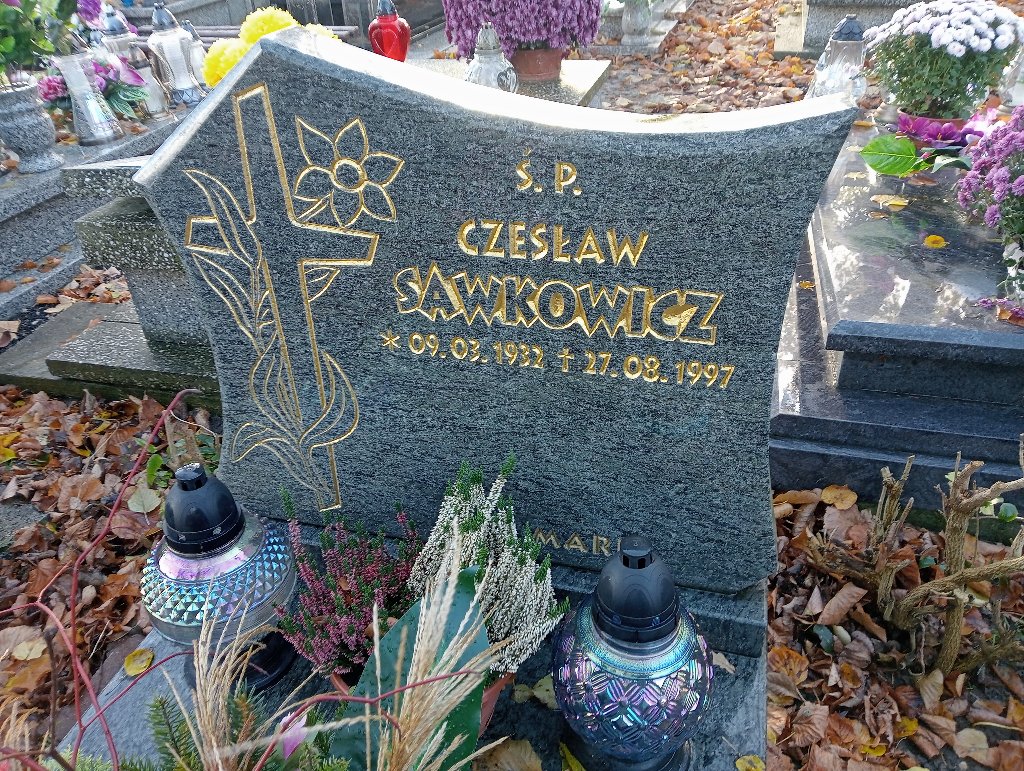 Ś. P.
CZESŁAW
SAWKOWICZ
* 09. 03. 1932 † 27. 08. 1997